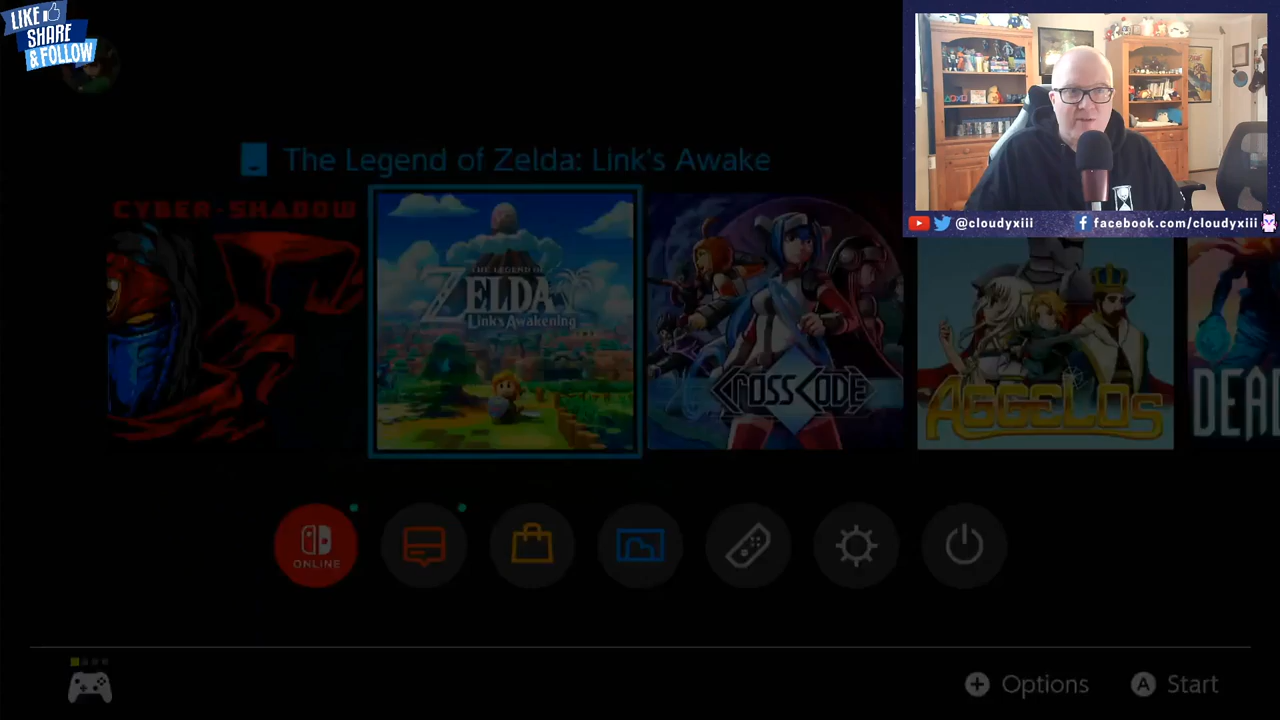 LIKE
SHARE
& FOLLOW
The Legend of Zelda: Link's Awake
CYBER-SHADOW
THE LEGEND OF
ZELDA
Link's Awakening
CROSSCODE
AGGELOS
DEAD
@cloudyxiii
facebook.com/cloudyxiii
ONLINE
Options
A Start